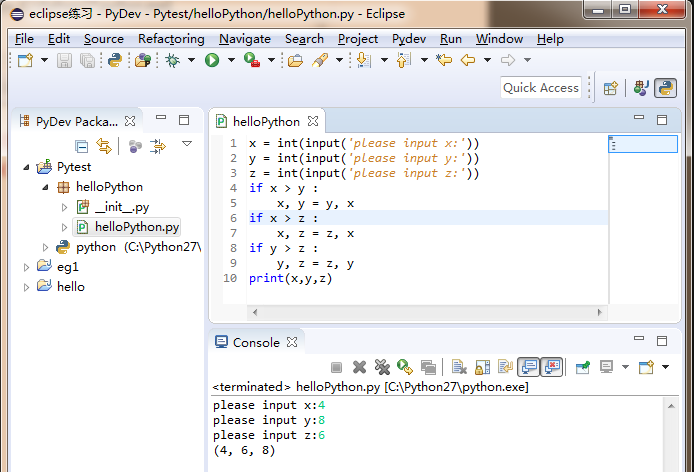 eclipse练习 - PyDev - Pytest/helloPython/helloPython.py - Eclipse
File Edit Source Refactoring Navigate Search Project Pydev Run Window Help
Quick Access
PyDev Packa...
Pytest
helloPython
__init__.py
helloPython.py
python (C:\Python27\
eg1
hello
helloPython
1 x = int(input('please input x:'))
2 y = int(input('please input y:'))
3 z = int(input('please input z:'))
4 if x > y :
5     x, y = y, x
6 if x > z :
7     x, z = z, x
8 if y > z :
9     y, z = z, y
10 print(x,y,z)
Console
<terminated> helloPython.py [C:\Python27\python.exe]
please input x:4
please input y:8
please input z:6
(4, 6, 8)